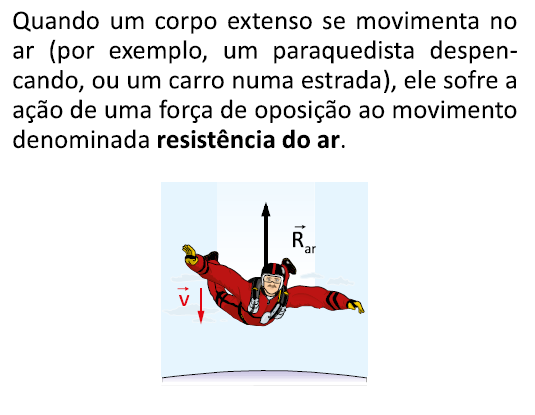 Quando um corpo extenso se movimenta no
ar (por exemplo, um paraquedista despen-
cando, ou um carro numa estrada), ele sofre a
ação de uma força de oposição ao movimento
denominada resistência do ar.
R⃗ar
v⃗